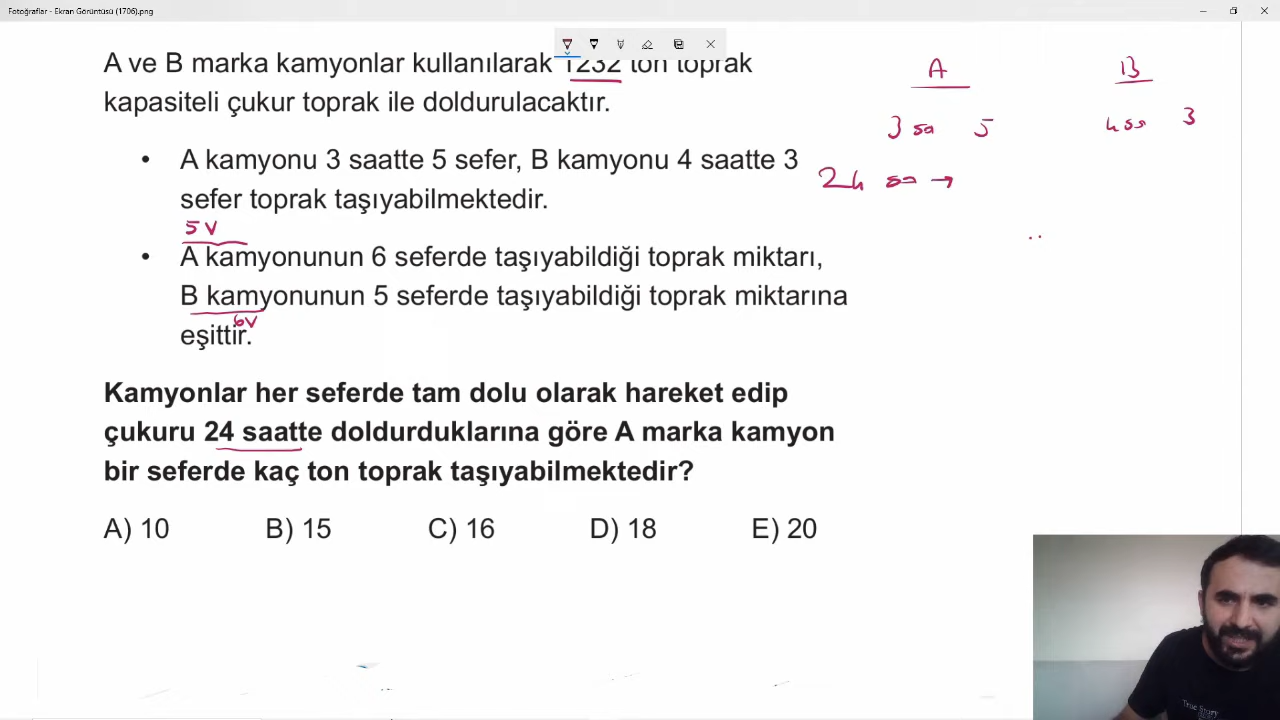 Fotoğraflar - Ekran Görüntüsü (1706).png
A ve B marka kamyonlar kullanılarak 1232 ton toprak
kapasiteli çukur toprak ile doldurulacaktır.
• A kamyonu 3 saatte 5 sefer, B kamyonu 4 saatte 3
sefer toprak taşıyabilmektedir.
5V
• A kamyonunun 6 seferde taşıyabildiği toprak miktarı,
B kamyonunun 5 seferde taşıyabildiği toprak miktarına
6V
eşittir.
Kamyonlar her seferde tam dolu olarak hareket edip
çukuru 24 saatte doldurduklarına göre A marka kamyon
bir seferde kaç ton toprak taşıyabilmektedir?
A) 10 B) 15 C) 16 D) 18 E) 20
A B
3 sa 5 4 sa 3
24 sa →
True Story